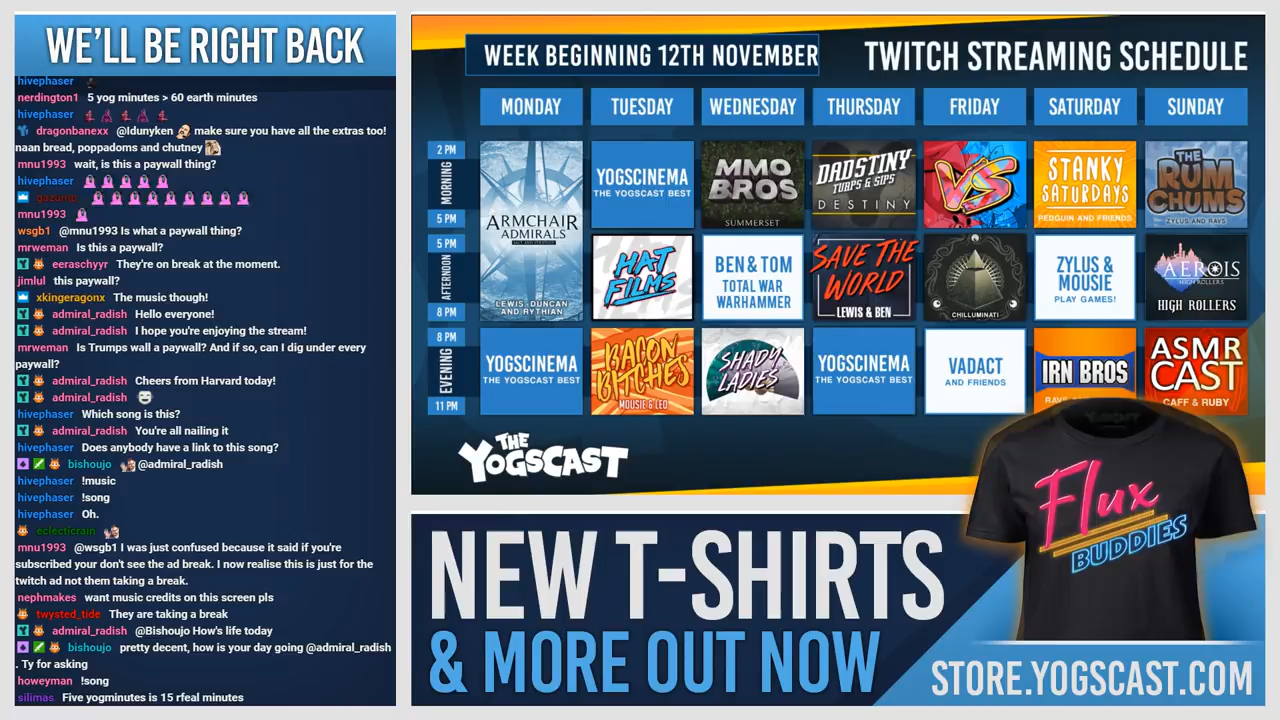 WE'LL BE RIGHT BACK
hivephaser
nerdington1 5 yog minutes > 60 earth minutes
hivephaser
dragonbanexx @Idunyken make sure you have all the extras too!
naan bread, poppadoms and chutney
mnu1993 wait, is this a paywall thing?
hivephaser
gazump
mnu1993
wsgb1 @mnu1993 Is what a paywall thing?
mrweman Is this a paywall?
eeraschyyr They're on break at the moment.
jimlul this paywall?
xkingeragonx The music though!
admiral_radish Hello everyone!
admiral_radish I hope you're enjoying the stream!
mrweman Is Trumps wall a paywall? And if so, can I dig under every
paywall?
admiral_radish Cheers from Harvard today!
admiral_radish
hivephaser Which song is this?
admiral_radish You're all nailing it
hivephaser Does anybody have a link to this song?
bishoujo @admiral_radish
hivephaser !music
hivephaser !song
hivephaser Oh.
eclecticrain
mnu1993 @wsgb1 I was just confused because it said if you're
subscribed your don't see the ad break. I now realise this is just for the
twitch ad not them taking a break.
nephmakes want music credits on this screen pls
twysted_tide They are taking a break
admiral_radish @Bishoujo How's life today
bishoujo pretty decent, how is your day going @admiral_radish
. Ty for asking
howeyman !song
silimas Five yogminutes is 15 rfeal minutes
WEEK BEGINNING 12TH NOVEMBER
TWITCH STREAMING SCHEDULE
MONDAY TUESDAY WEDNESDAY THURSDAY FRIDAY SATURDAY SUNDAY
2 PM
MORNING
5 PM
5 PM
AFTERNOON
8 PM
8 PM
EVENING
11 PM
ARMCHAIR
ADMIRALS
LEWIS, DUNCAN
AND RYTHIAN
YOGSCINEMA
THE YOGSCAST BEST
YOGSCINEMA
THE YOGSCAST BEST
HAT
FILMS
BACON
BITCHES
MOUSIE & LEO
MMO
BROS
SUMMERSET
BEN & TOM
TOTAL WAR
WARHAMMER
SHADY
LADIES
DADSTINY
TURPS & SIPS
DESTINY
SAVE THE
WORLD
LEWIS & BEN
YOGSCINEMA
THE YOGSCAST BEST
VS
CHILLUMINATI
VADACT
AND FRIENDS
STANKY
SATURDAYS
PEDGUIN AND FRIENDS
ZYLUS &
MOUSIE
PLAY GAMES!
IRN BROS
THE
RUM
CHUMS
ZYLUS AND RAVS
AEROIS
HIGH ROLLERS
HIGH ROLLERS
ASMR
CAST
CAFF & RUBY
THE
YOGSCAST
Flux
BUDDIES
NEW T-SHIRTS
& MORE OUT NOW
STORE.YOGSCAST.COM